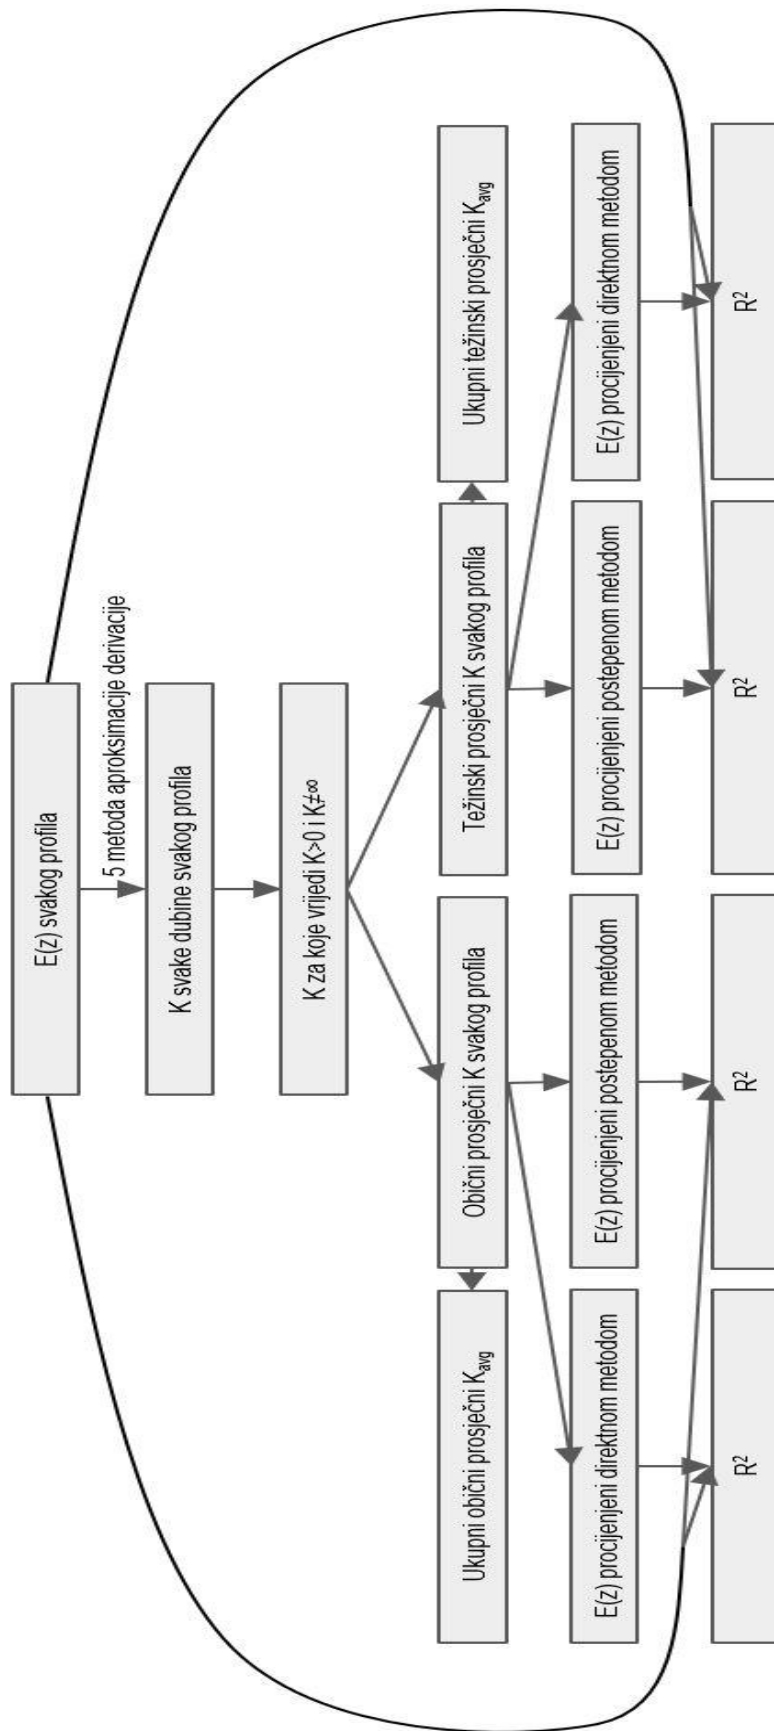 E(z) svakog profila
5 metoda aproksimacije derivacije
K svake dubine svakog profila
K za koje vrijedi K>0 i K≠∞
Ukupni obični prosječni K_avg
Obični prosječni K svakog profila
Težinski prosječni K svakog profila
Ukupni težinski prosječni K_avg
E(z) procijenjeni direktnom metodom
E(z) procijenjeni postepenom metodom
E(z) procijenjeni postepenom metodom
E(z) procijenjeni direktnom metodom
R²
R²
R²
R²